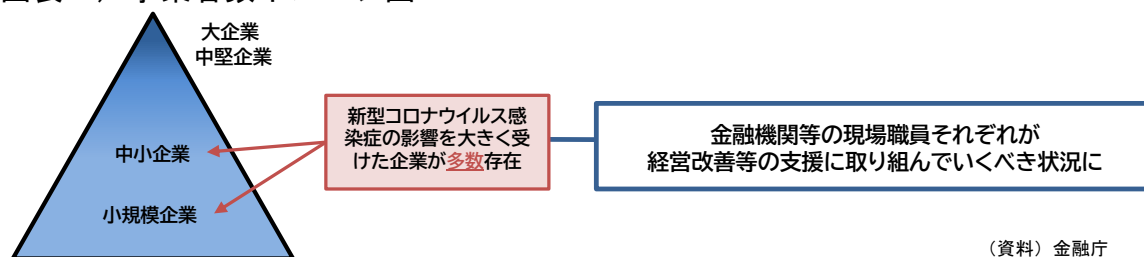 大企業
中堅企業
中小企業
小規模企業
新型コロナウイルス感
染症の影響を大きく受
けた企業が多数存在
金融機関等の現場職員それぞれが
経営改善等の支援に取り組んでいくべき状況に
（資料）金融庁